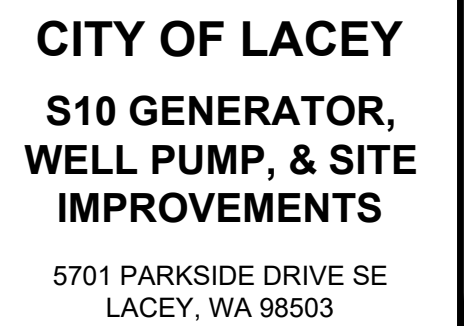 CITY OF LACEY
S10 GENERATOR,
WELL PUMP, & SITE
IMPROVEMENTS
5701 PARKSIDE DRIVE SE
LACEY, WA 98503